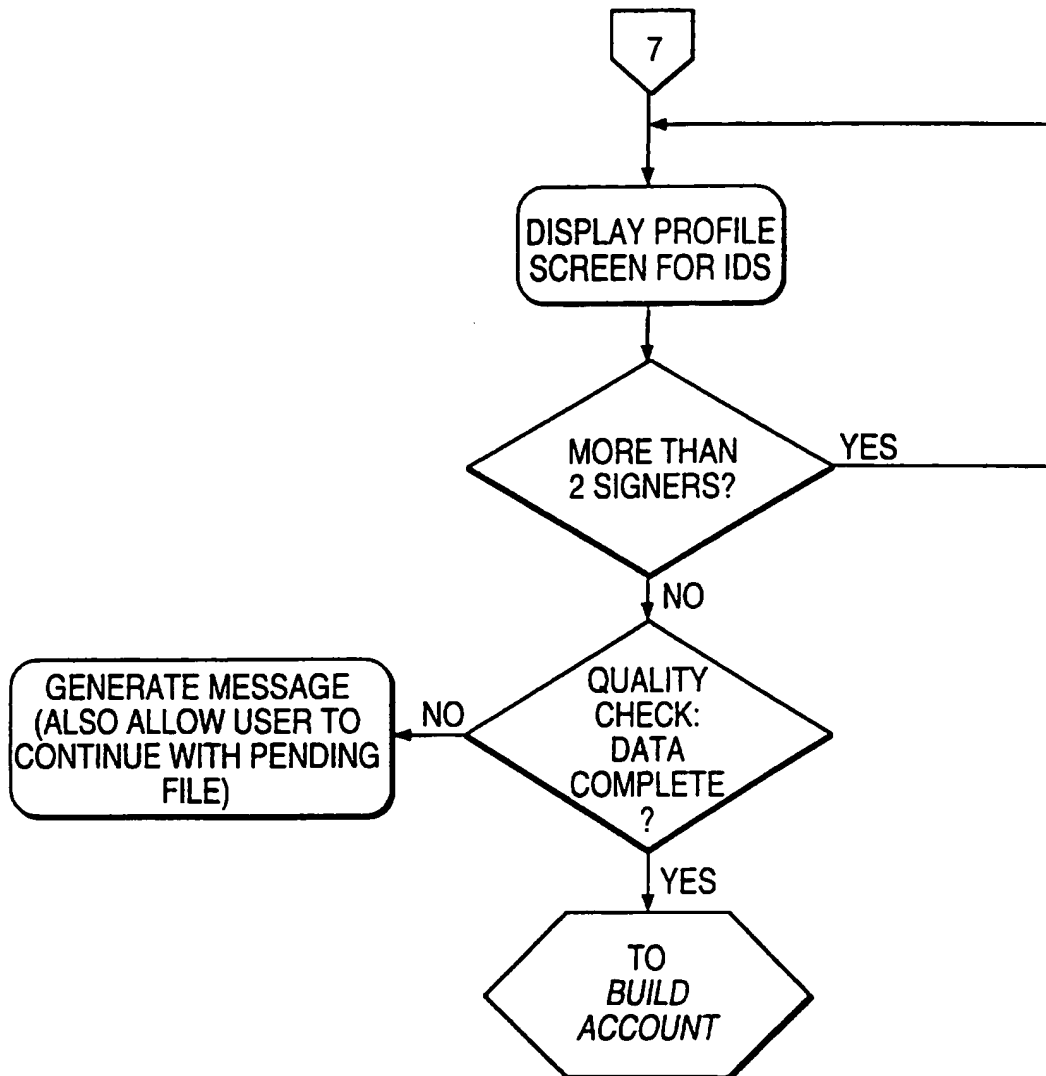 7
DISPLAY PROFILE
SCREEN FOR IDS
MORE THAN
2 SIGNERS?
YES
NO
QUALITY
CHECK:
DATA
COMPLETE
?
NO
GENERATE MESSAGE
(ALSO ALLOW USER TO
CONTINUE WITH PENDING
FILE)
YES
TO
BUILD
ACCOUNT